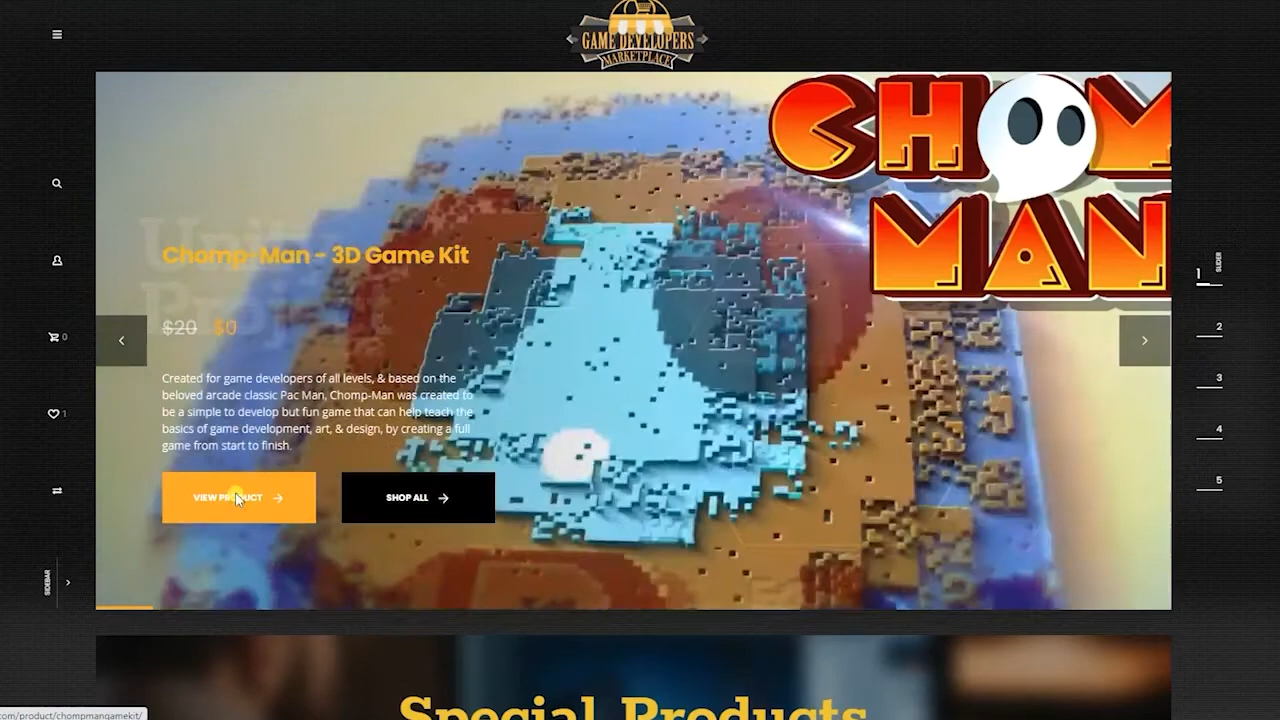 GAME DEVELOPERS
MARKETPLACE
CHOM
MAN
Unity
Chomp-Man - 3D Game Kit
$20 $0
Created for game developers of all levels, & based on the
beloved arcade classic Pac Man, Chomp-Man was created to
be a simple to develop but fun game that can help teach the
basics of game development, art, & design, by creating a full
game from start to finish.
VIEW PRODUCT
SHOP ALL
0
1
SIDEBAR
SLIDER
1
2
3
4
5
Special Products
com/product/chompmangamekit/